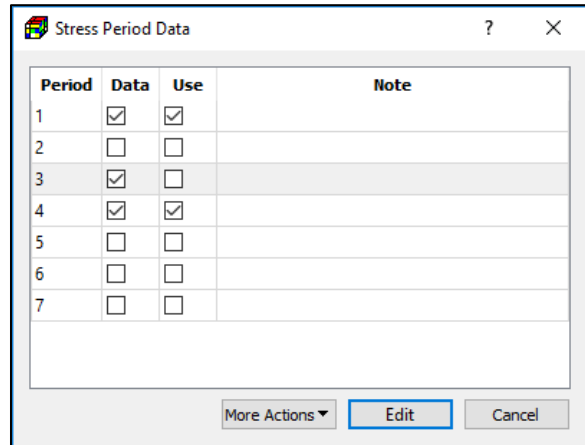 Stress Period Data ? ×
Period Data Use Note
1
2
3
4
5
6
7
More Actions Edit Cancel